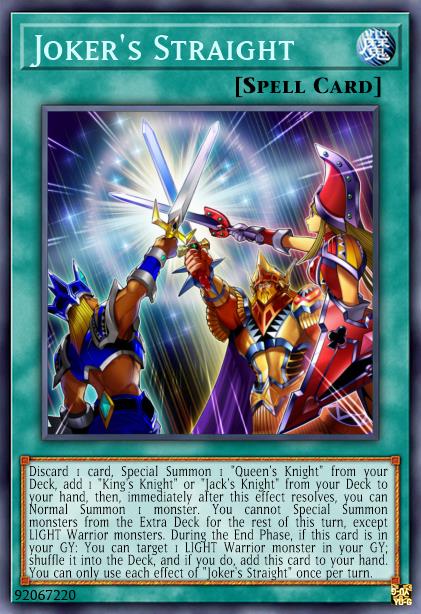 Joker's Straight
魔
[Spell Card]
Discard 1 card, Special Summon 1 "Queen's Knight" from your
Deck, add 1 "King's Knight" or "Jack's Knight" from your Deck to
your hand, then, immediately after this effect resolves, you can
Normal Summon 1 monster. You cannot Special Summon
monsters from the Extra Deck for the rest of this turn, except
LIGHT Warrior monsters. During the End Phase, if this card is in
your GY: You can target 1 LIGHT Warrior monster in your GY;
shuffle it into the Deck, and if you do, add this card to your hand.
You can only use each effect of "Joker's Straight" once per turn.
92067220